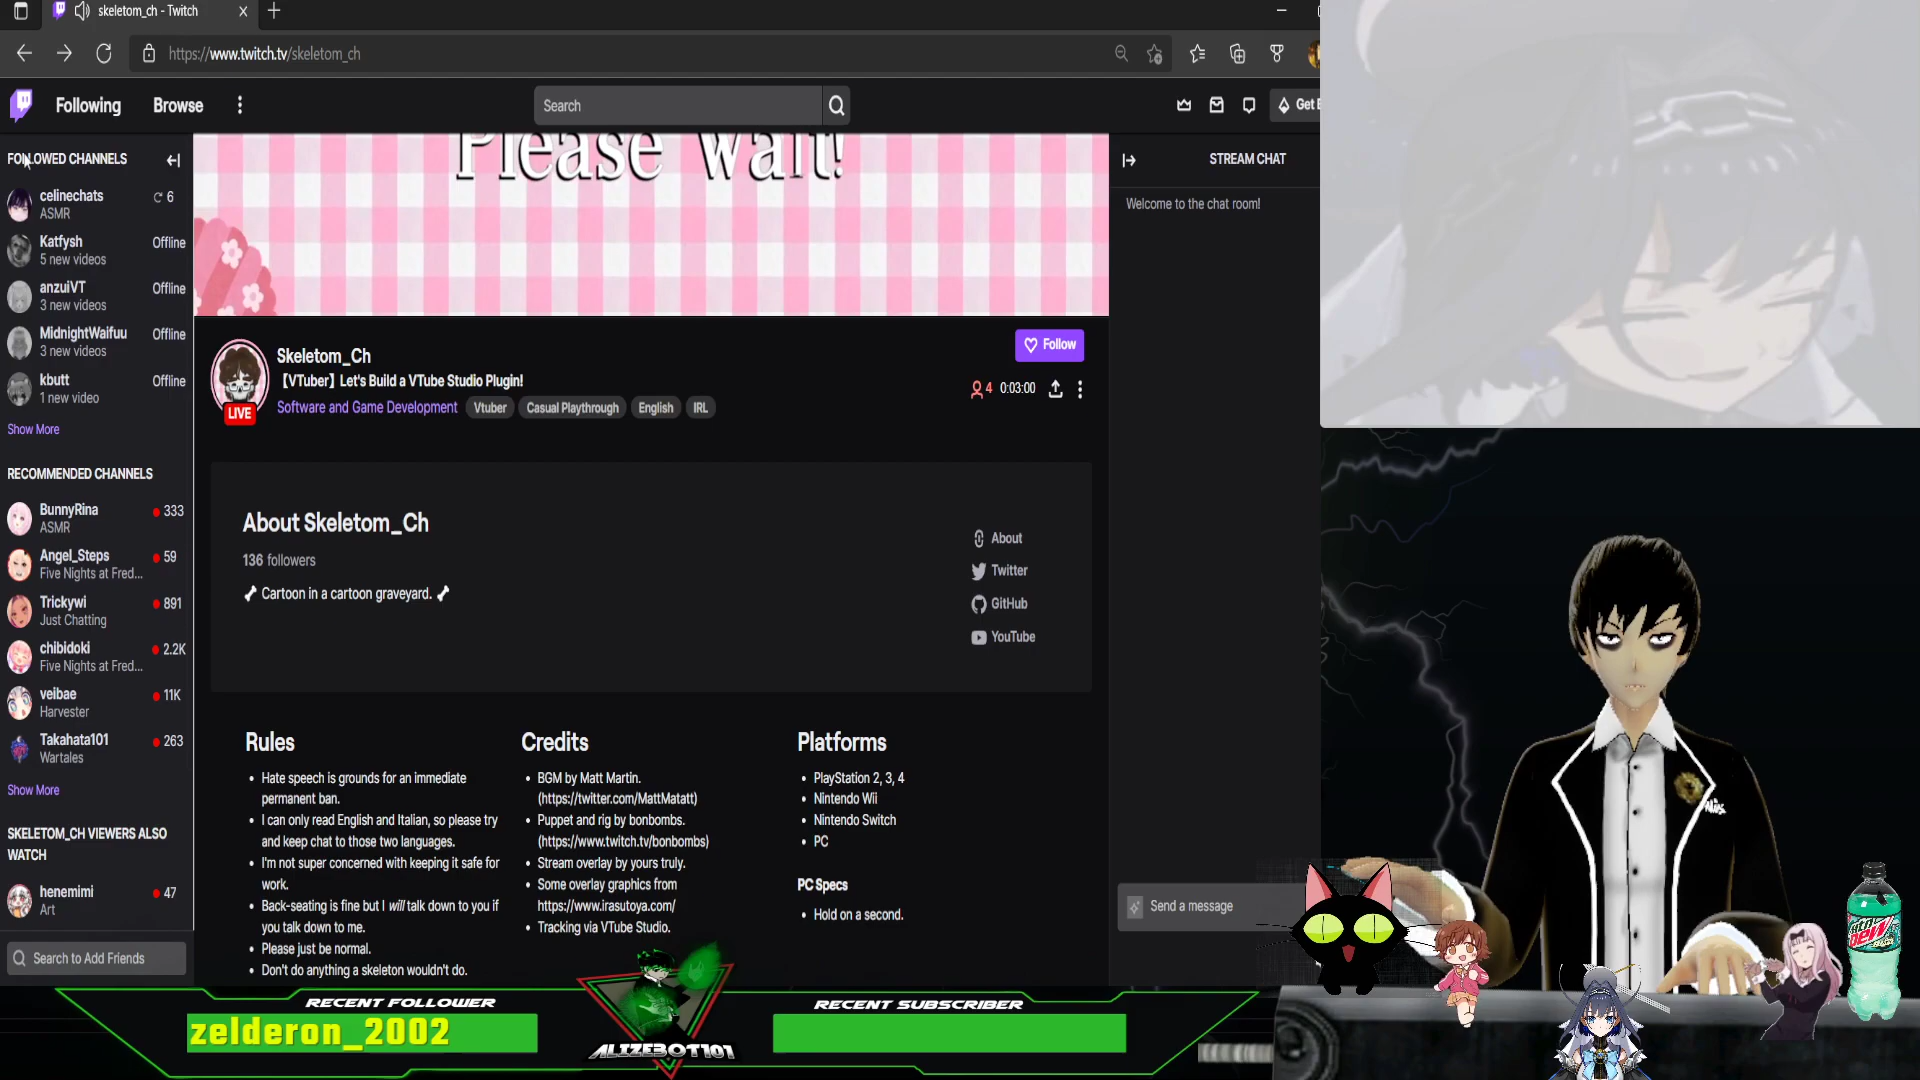 skeletom_ch - Twitch
https://www.twitch.tv/skeletom_ch
Following
Browse
Search
FOLLOWED CHANNELS
celinechats
6
ASMR
Katfysh
Offline
5 new videos
anzuiVT
Offline
3 new videos
MidnightWaifuu
Offline
3 new videos
kbutt
Offline
1 new video
Show More
RECOMMENDED CHANNELS
BunnyRina
333
ASMR
Angel_Steps
59
Five Nights at Fred...
Trickywi
891
Just Chatting
chibidoki
2.2K
Five Nights at Fred...
veibae
11K
Harvester
Takahata101
263
Wartales
Show More
SKELETOM_CH VIEWERS ALSO
WATCH
henemimi
47
Art
Search to Add Friends
Please Wait!
Skeletom_Ch
【VTuber】Let's Build a VTube Studio Plugin!
Software and Game Development
Vtuber
Casual Playthrough
English
IRL
LIVE
Follow
4
0:03:00
About Skeletom_Ch
136 followers
Cartoon in a cartoon graveyard.
About
Twitter
GitHub
YouTube
Rules
Hate speech is grounds for an immediate
permanent ban.
I can only read English and Italian, so please try
and keep chat to those two languages.
I'm not super concerned with keeping it safe for
work.
Back-seating is fine but I will talk down to you if
you talk down to me.
Please just be normal.
Don't do anything a skeleton wouldn't do.
Credits
BGM by Matt Martin.
(https://twitter.com/MattMatatt)
Puppet and rig by bonbombs.
(https://www.twitch.tv/bonbombs)
Stream overlay by yours truly.
Some overlay graphics from
https://www.irasutoya.com/
Tracking via VTube Studio.
Platforms
PlayStation 2, 3, 4
Nintendo Wii
Nintendo Switch
PC
PC Specs
Hold on a second.
STREAM CHAT
Welcome to the chat room!
Send a message
RECENT FOLLOWER
zelderon_2002
ALIZEBOT101
RECENT SUBSCRIBER